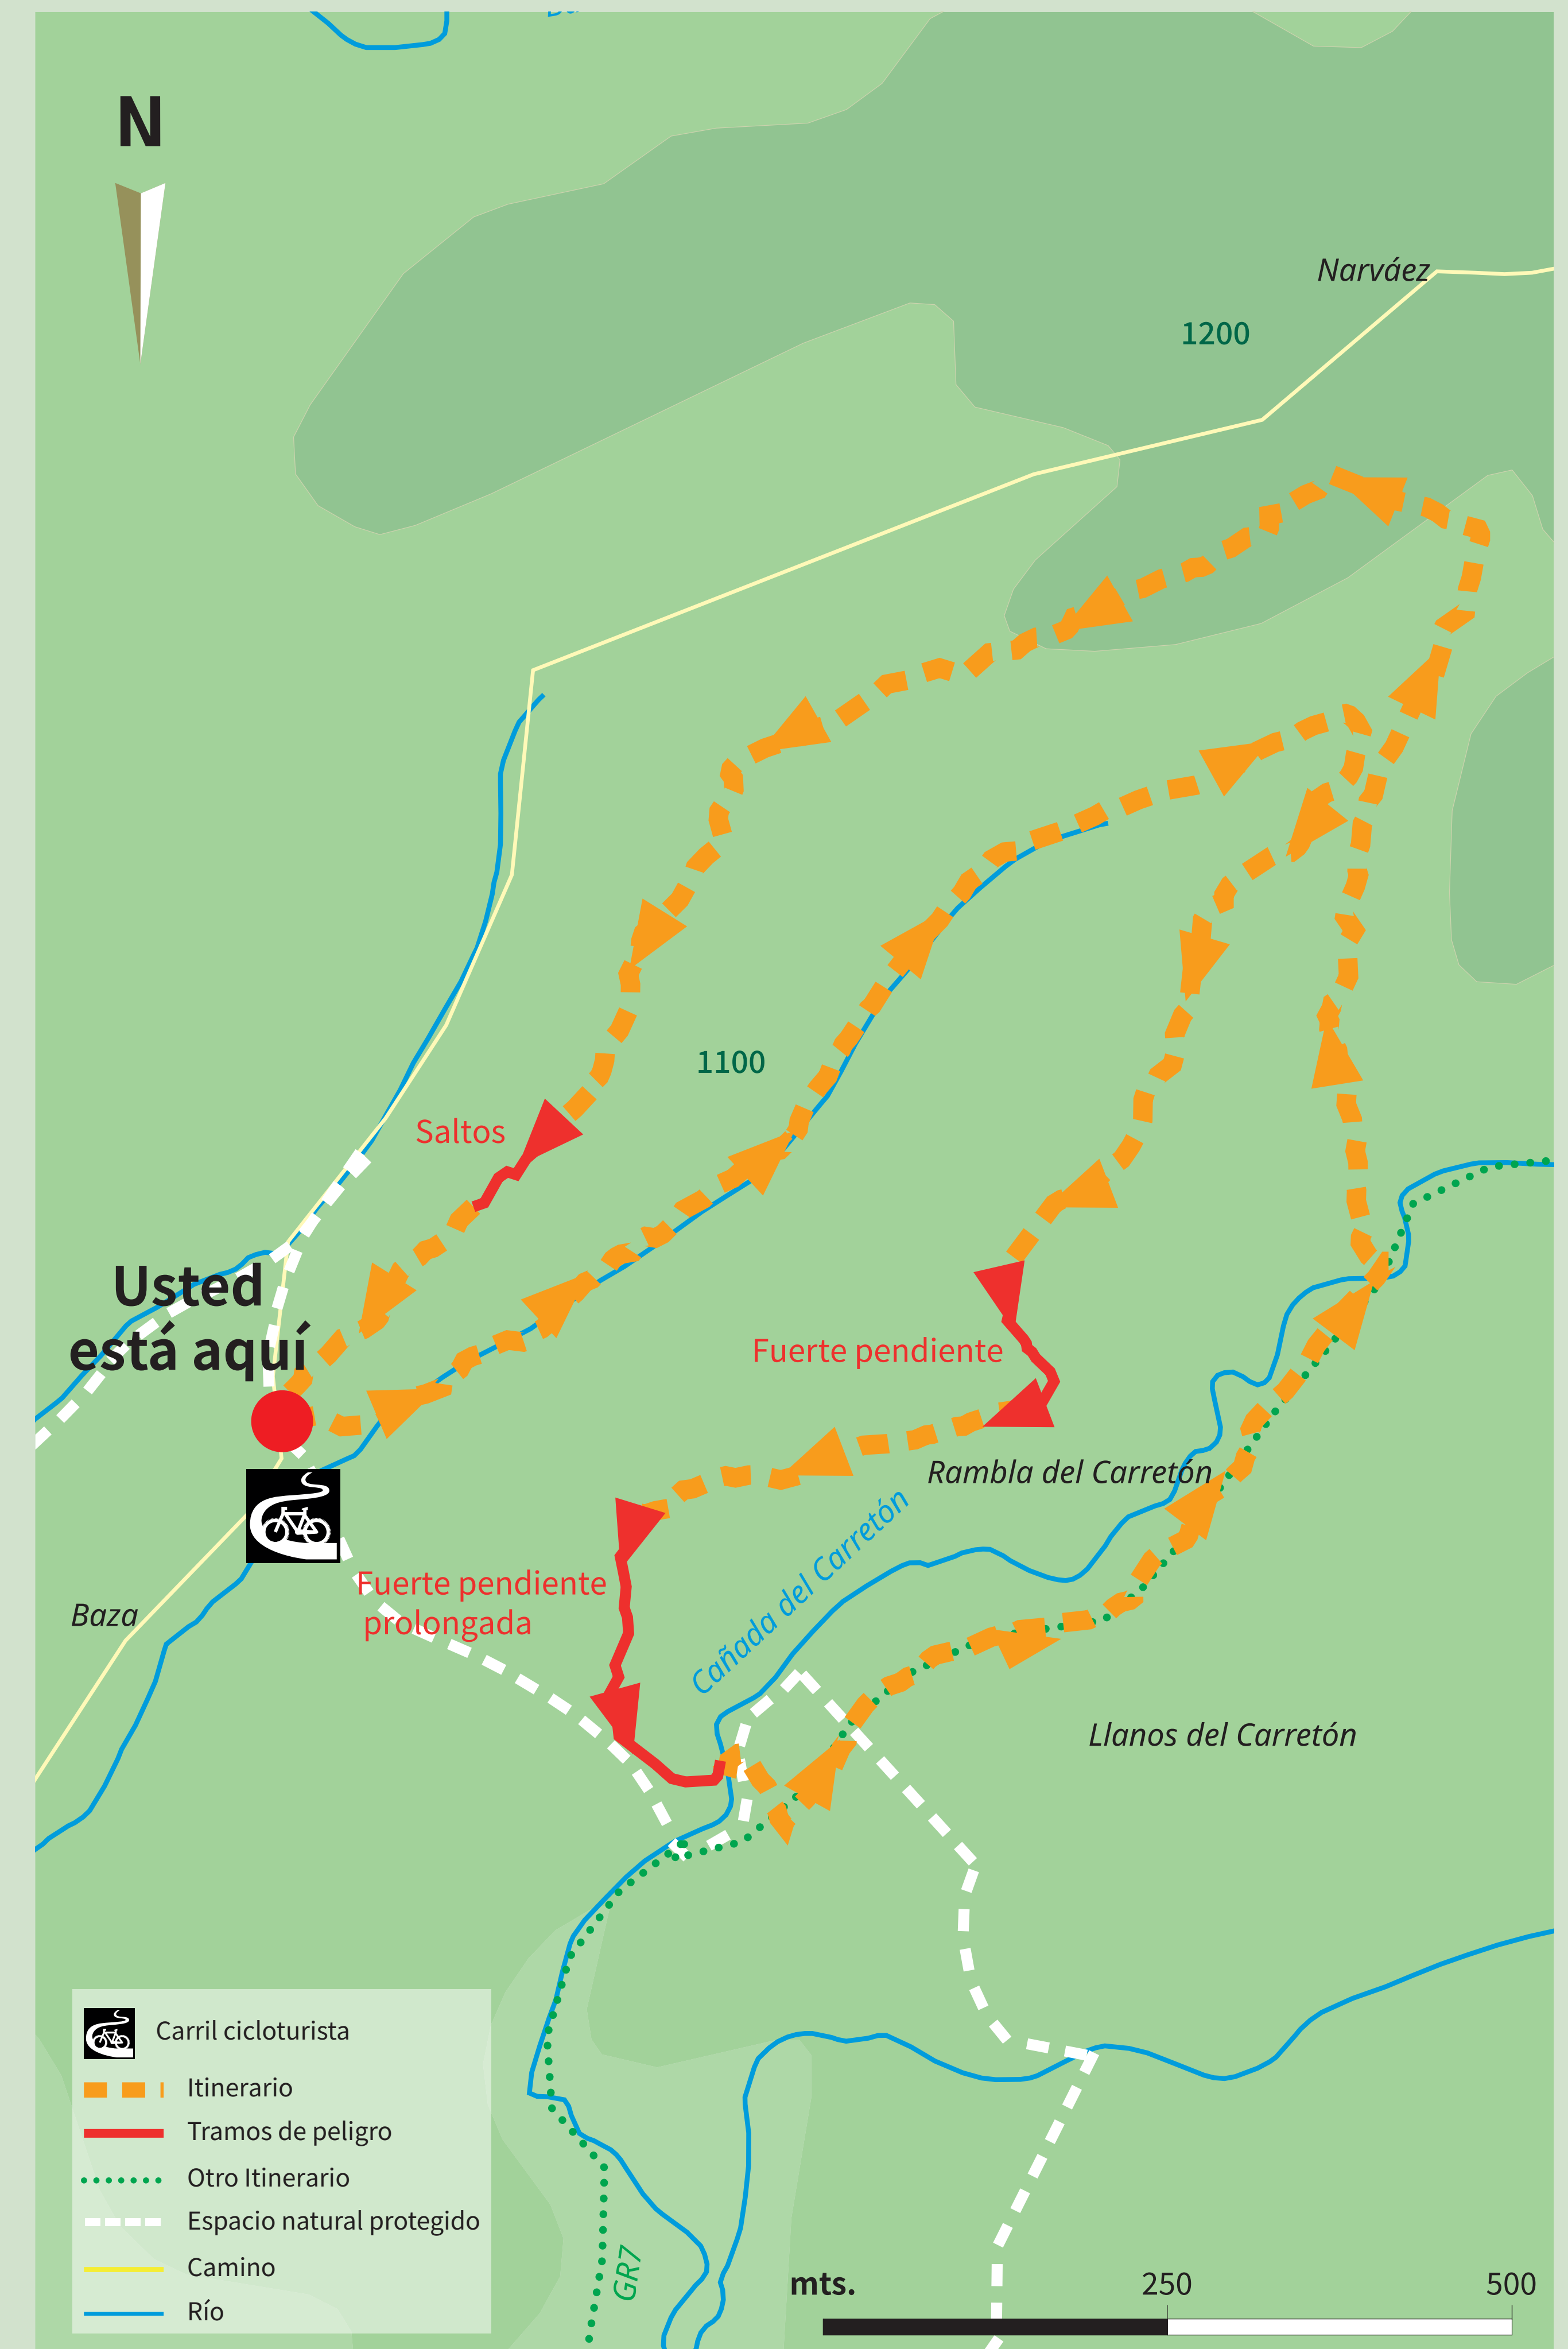 N
Narváez
1200
1100
Saltos
Usted
está aquí
Fuerte pendiente
Rambla del Carretón
Cañada del Carretón
Fuerte pendiente
prolongada
Baza
Llanos del Carretón
Carril cicloturista
Itinerario
Tramos de peligro
Otro Itinerario
Espacio natural protegido
Camino
Río
GR7
mts.
250
500